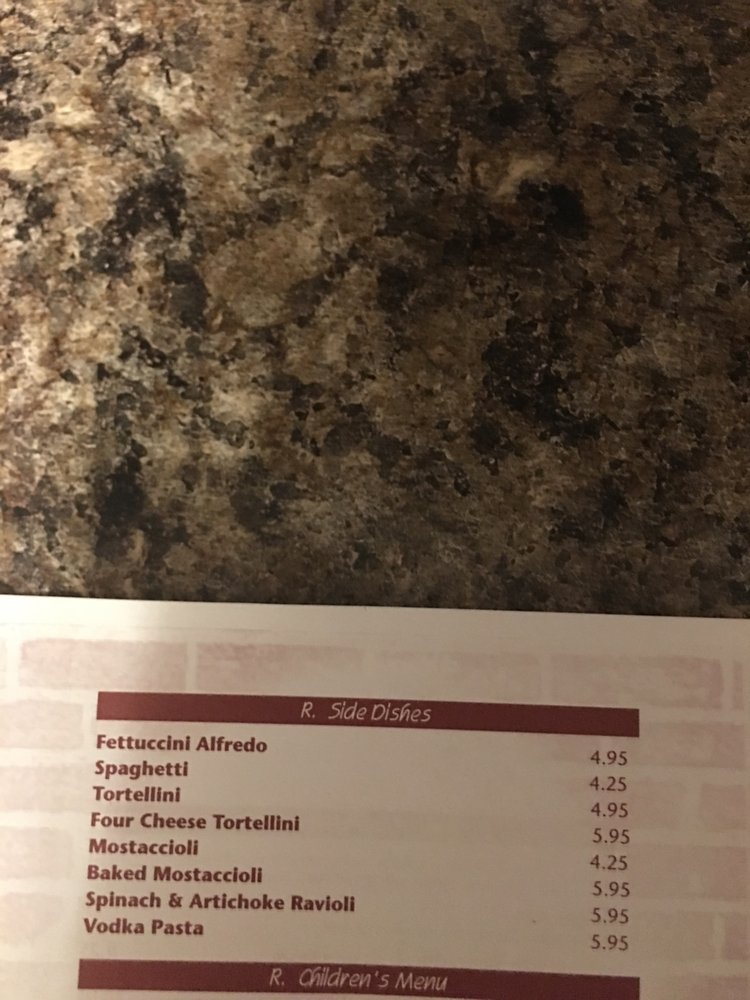 R. Side Dishes
Fettuccini Alfredo 4.95
Spaghetti 4.25
Tortellini 4.95
Four Cheese Tortellini 5.95
Mostaccioli 4.25
Baked Mostaccioli 5.95
Spinach & Artichoke Ravioli 5.95
Vodka Pasta 5.95
R. Children's Menu